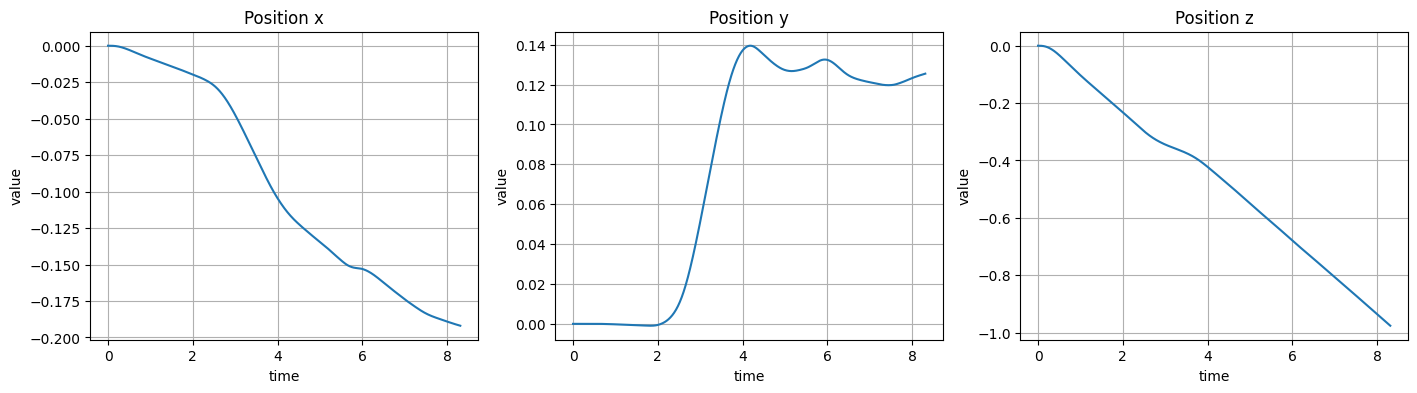 Position x
0.000
−0.025
−0.050
−0.075
−0.100
−0.125
−0.150
−0.175
−0.200
value
0 2 4 6 8
time
Position y
0.14
0.12
0.10
0.08
0.06
0.04
0.02
0.00
value
0 2 4 6 8
time
Position z
0.0
−0.2
−0.4
−0.6
−0.8
−1.0
value
0 2 4 6 8
time